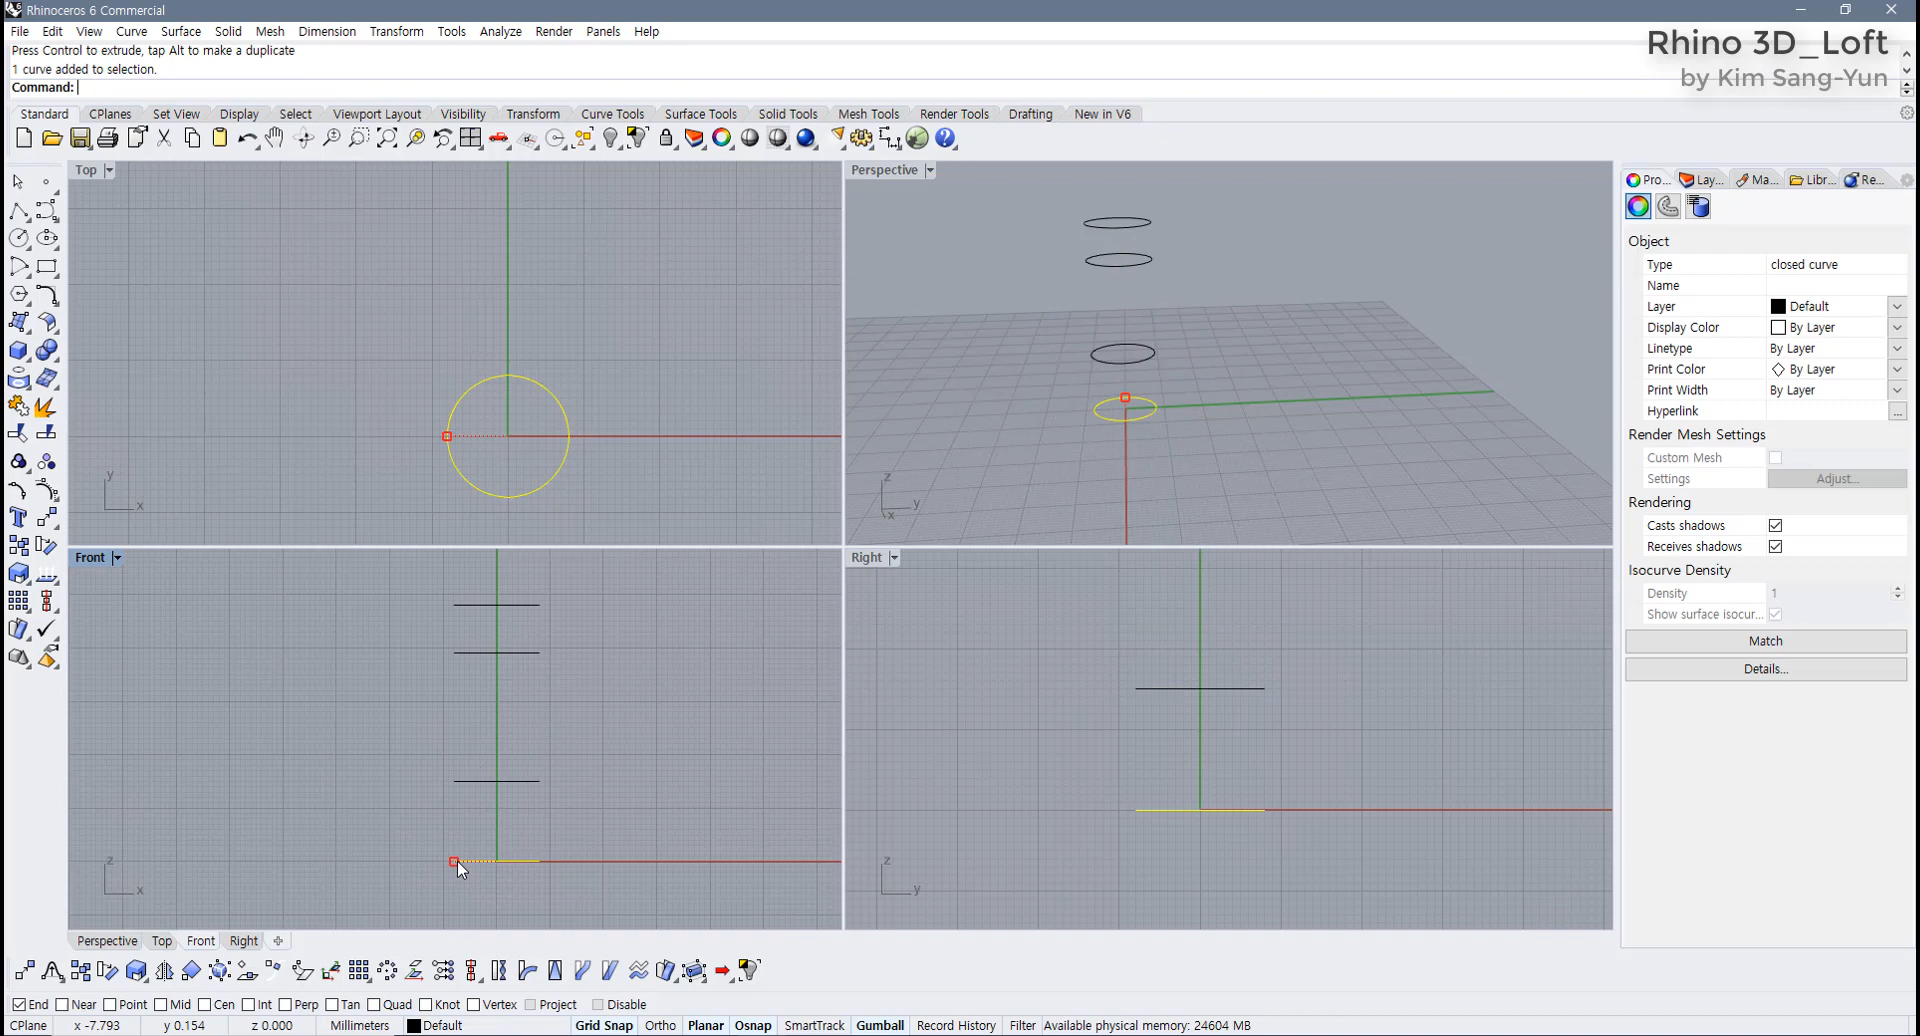 Rhinoceros 6 Commercial
File Edit View Curve Surface Solid Mesh Dimension Transform Tools Analyze Render Panels Help
Press Control to extrude, tap Alt to make a duplicate
1 curve added to selection.
Command:
Rhino 3D_Loft
by Kim Sang-Yun
Standard CPlanes Set View Display Select Viewport Layout Visibility Transform Curve Tools Surface Tools Solid Tools Mesh Tools Render Tools Drafting New in V6
Top
y
x
Perspective
z
y
x
Front
z
x
Right
z
y
Pro... Lay... Ma... Libr... Re...
Object
Type closed curve
Name
Layer Default
Display Color By Layer
Linetype By Layer
Print Color By Layer
Print Width By Layer
Hyperlink ...
Render Mesh Settings
Custom Mesh
Settings Adjust...
Rendering
Casts shadows
Receives shadows
Isocurve Density
Density 1
Show surface isocur...
Match
Details...
Perspective Top Front Right
End Near Point Mid Cen Int Perp Tan Quad Knot Vertex Project Disable
CPlane x -7.793 y 0.154 z 0.000 Millimeters Default Grid Snap Ortho Planar Osnap SmartTrack Gumball Record History Filter Available physical memory: 24604 MB